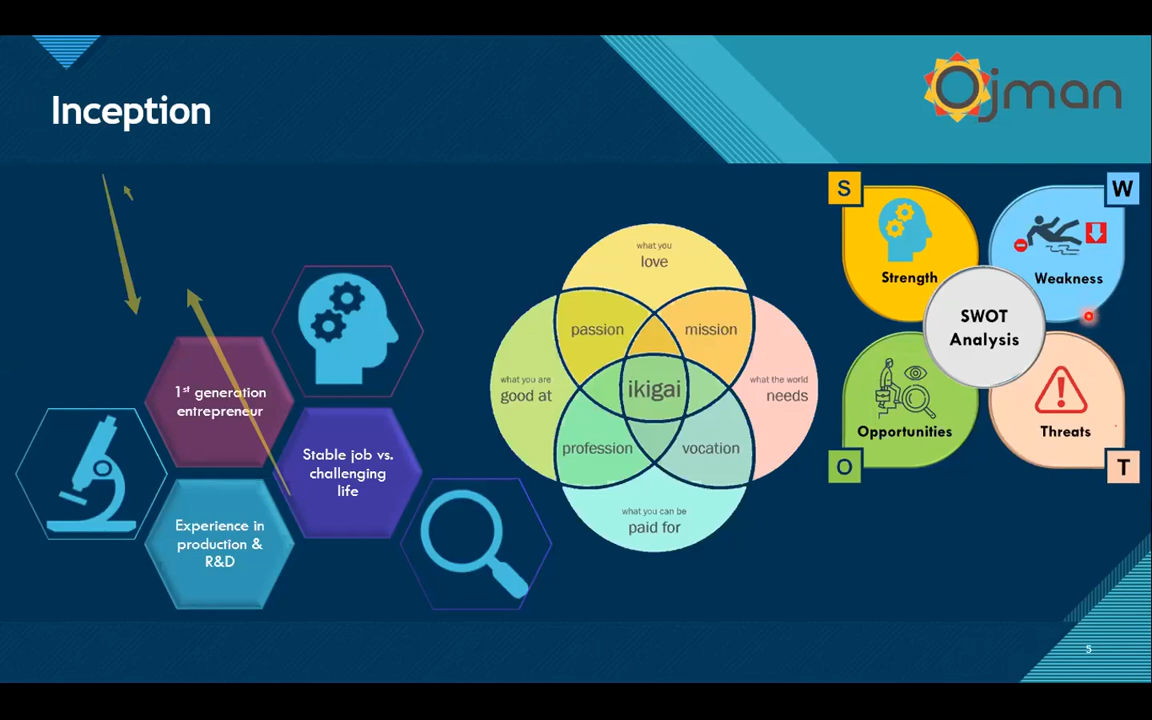 Inception
Ojman
1st generation
entrepreneur
Stable job vs.
challenging
life
Experience in
production &
R&D
what you
love
passion
mission
what you are
good at
ikigai
what the world
needs
profession
vocation
what you can be
paid for
S
W
Strength
Weakness
SWOT
Analysis
Opportunities
Threats
O
T
5